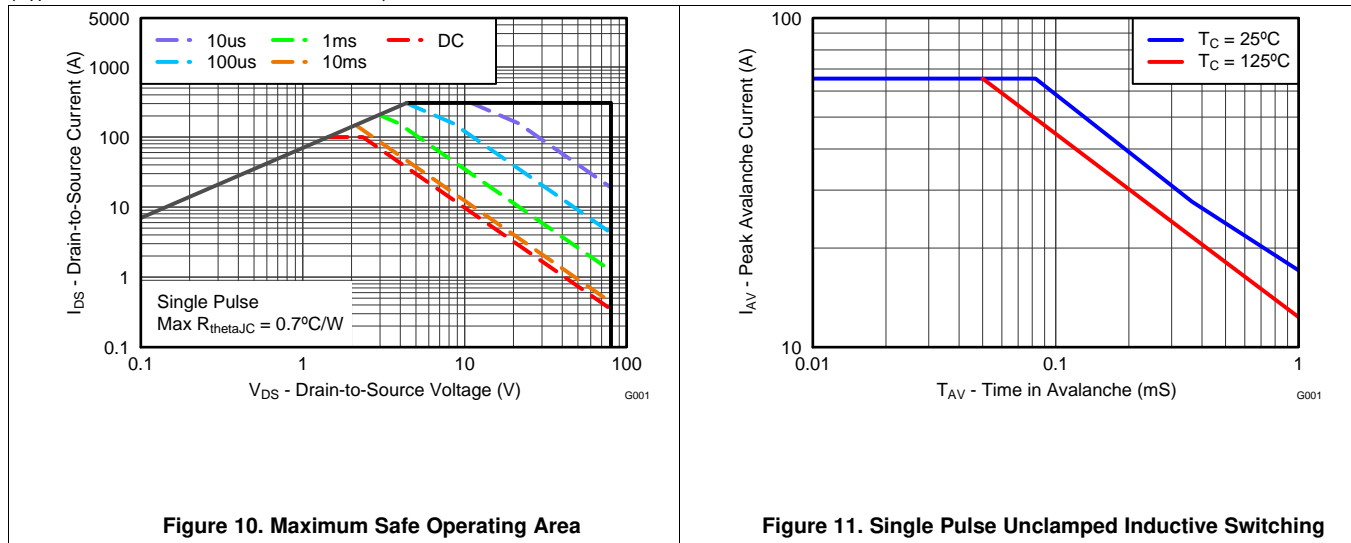 5000
1000
100
10
1
0.1
0.1
1
10
100
I_DS - Drain-to-Source Current (A)
V_DS - Drain-to-Source Voltage (V)
10us
1ms
DC
100us
10ms
Single Pulse
Max R_thetaJC = 0.7ºC/W
G001
Figure 10. Maximum Safe Operating Area
100
10
0.01
0.1
1
I_AV - Peak Avalanche Current (A)
T_AV - Time in Avalanche (mS)
T_C = 25ºC
T_C = 125ºC
G001
Figure 11. Single Pulse Unclamped Inductive Switching